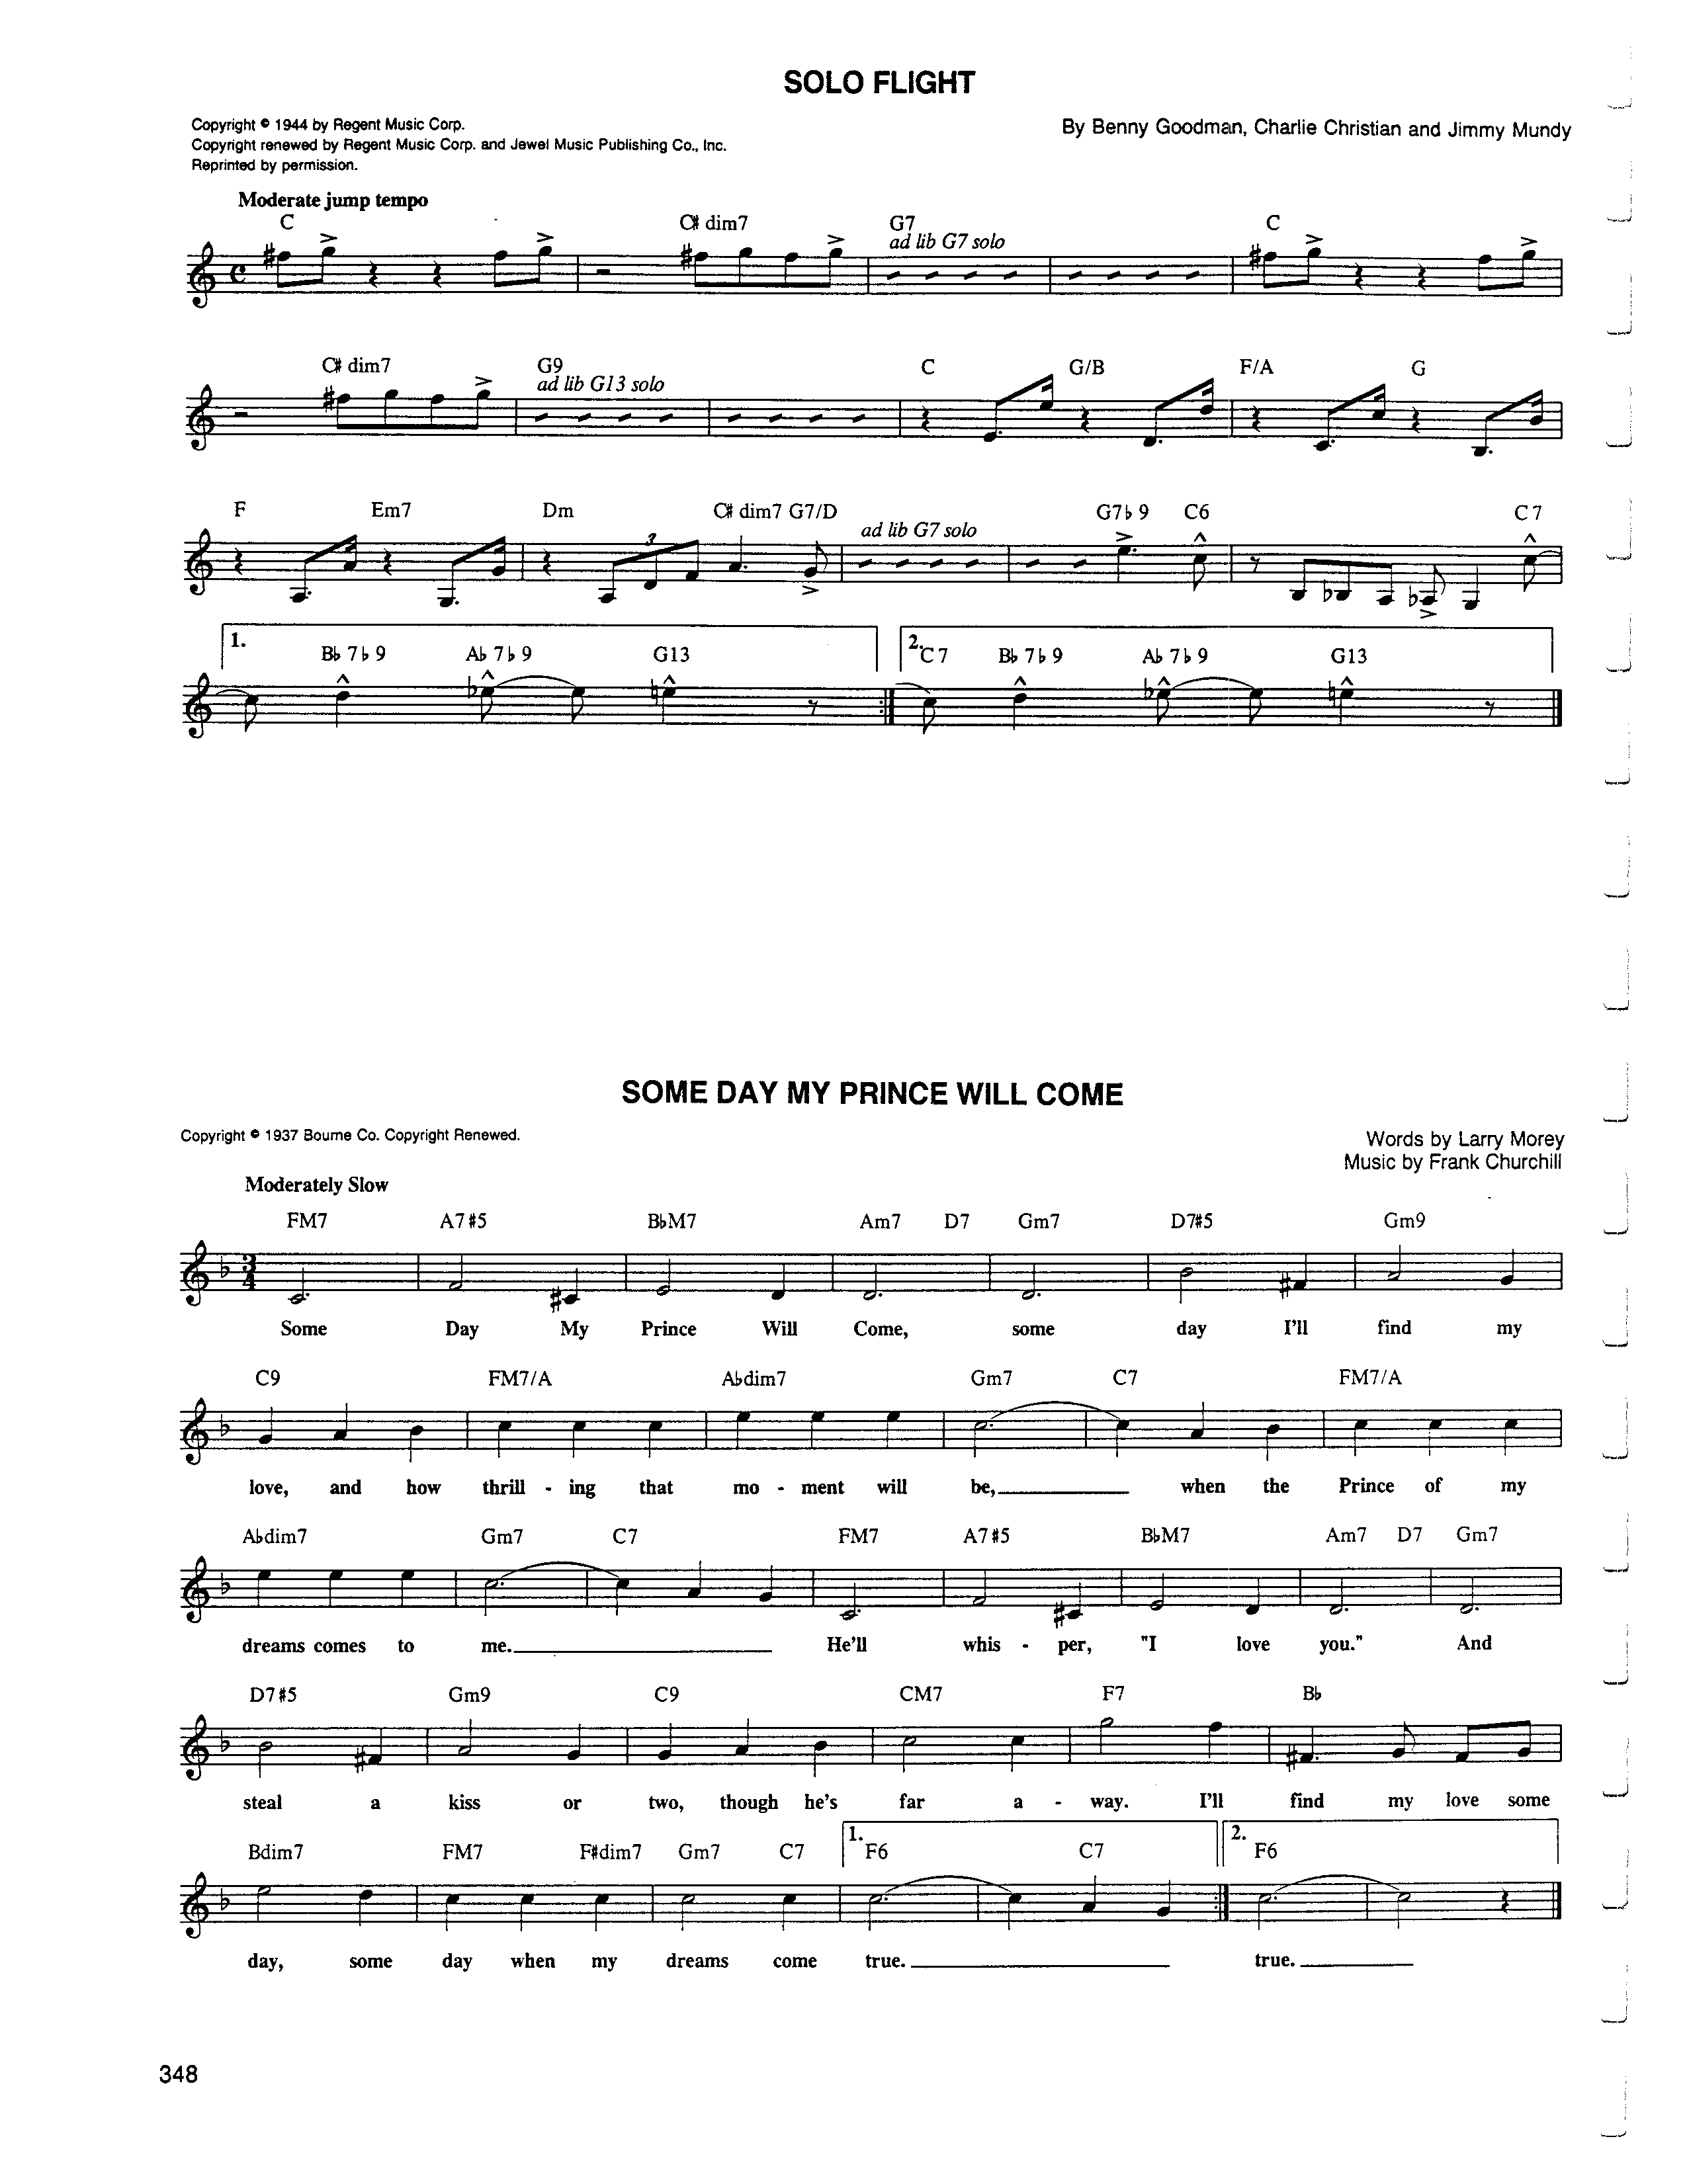 SOLO FLIGHT
Copyright © 1944 by Regent Music Corp.
Copyright renewed by Regent Music Corp. and Jewel Music Publishing Co., Inc.
Reprinted by permission.
By Benny Goodman, Charlie Christian and Jimmy Mundy
Moderate jump tempo
C C# dim7 G7 C
ad lib G7 solo
C# dim7 G9 C G/B F/A G
ad lib G13 solo
F Em7 Dm C# dim7 G7/D G7♭9 C6 C7
3 ad lib G7 solo
1. B♭7♭9 A♭7♭9 G13 2. C7 B♭7♭9 A♭7♭9 G13
SOME DAY MY PRINCE WILL COME
Copyright © 1937 Bourne Co. Copyright Renewed.
Words by Larry Morey
Music by Frank Churchill
Moderately Slow
FM7 A7#5 B♭M7 Am7 D7 Gm7 D7#5 Gm9
3
4
Some Day My Prince Will Come, some day I'll find my
C9 FM7/A A♭dim7 Gm7 C7 FM7/A
love, and how thrill - ing that mo - ment will be, when the Prince of my
A♭dim7 Gm7 C7 FM7 A7#5 B♭M7 Am7 D7 Gm7
dreams comes to me. He'll whis - per, "I love you." And
D7#5 Gm9 C9 CM7 F7 B♭
steal a kiss or two, though he's far a - way. I'll find my love some
Bdim7 FM7 F#dim7 Gm7 C7 1. F6 C7 2. F6
day, some day when my dreams come true. true.
348